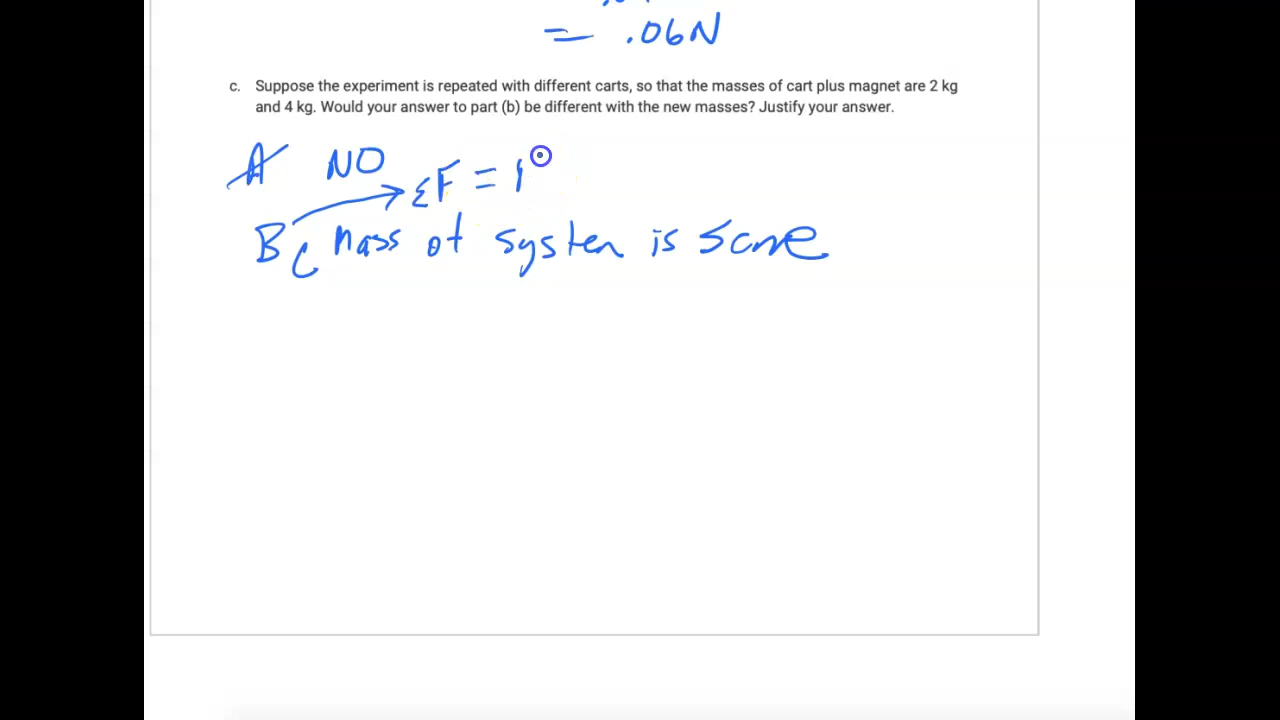 = .06N
c. Suppose the experiment is repeated with different carts, so that the masses of cart plus magnet are 2 kg
and 4 kg. Would your answer to part (b) be different with the new masses? Justify your answer.
A NO
ΣF =
Bc Mass of system is same